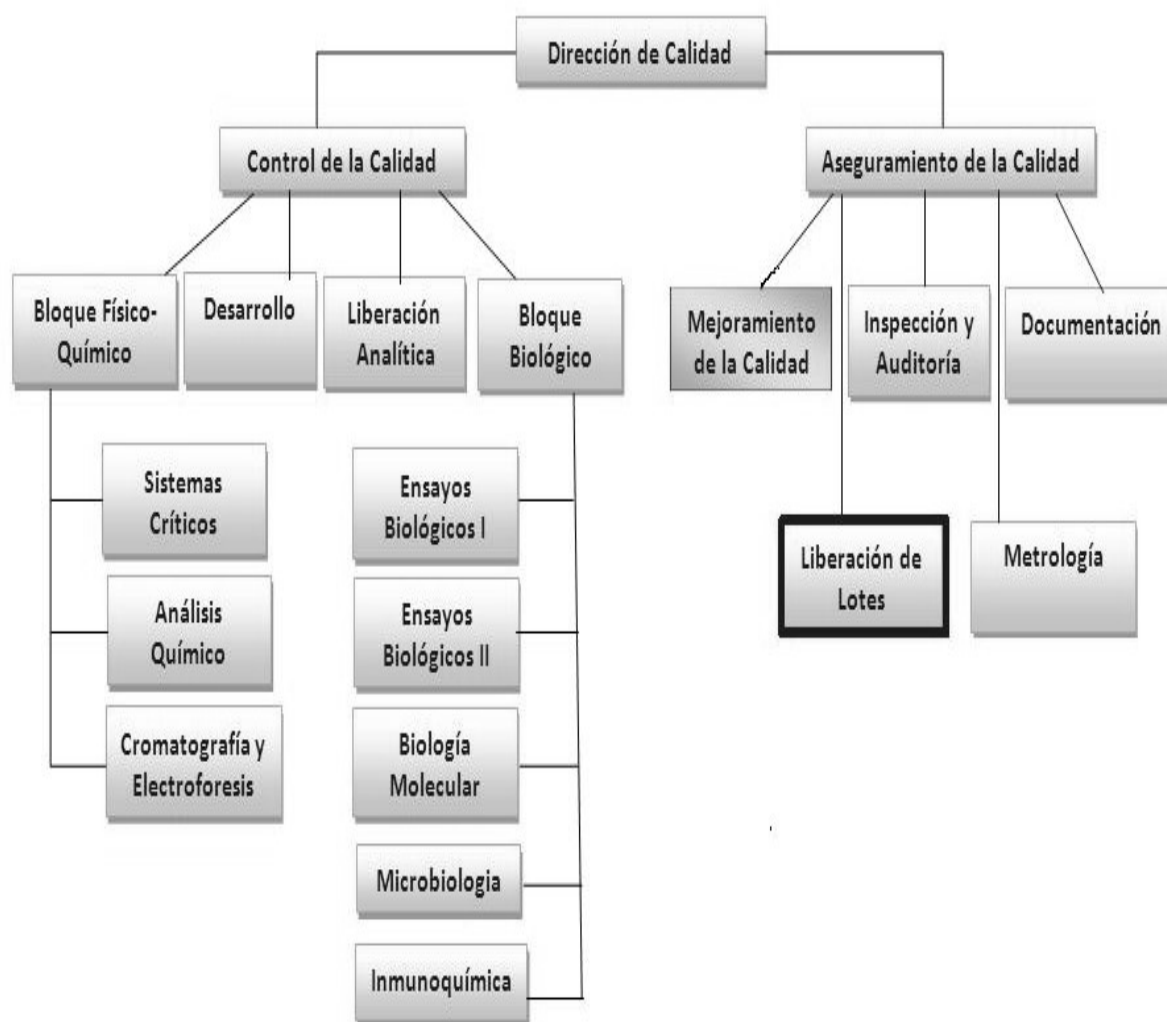 Dirección de Calidad
Control de la Calidad
Aseguramiento de la Calidad
Bloque Físico-
Químico
Desarrollo
Liberación
Analítica
Bloque
Biológico
Mejoramiento
de la Calidad
Inspección y
Auditoría
Documentación
Sistemas
Críticos
Análisis
Químico
Cromatografía y
Electroforesis
Ensayos
Biológicos I
Ensayos
Biológicos II
Biología
Molecular
Microbiologia
Inmunoquímica
Liberación de
Lotes
Metrología